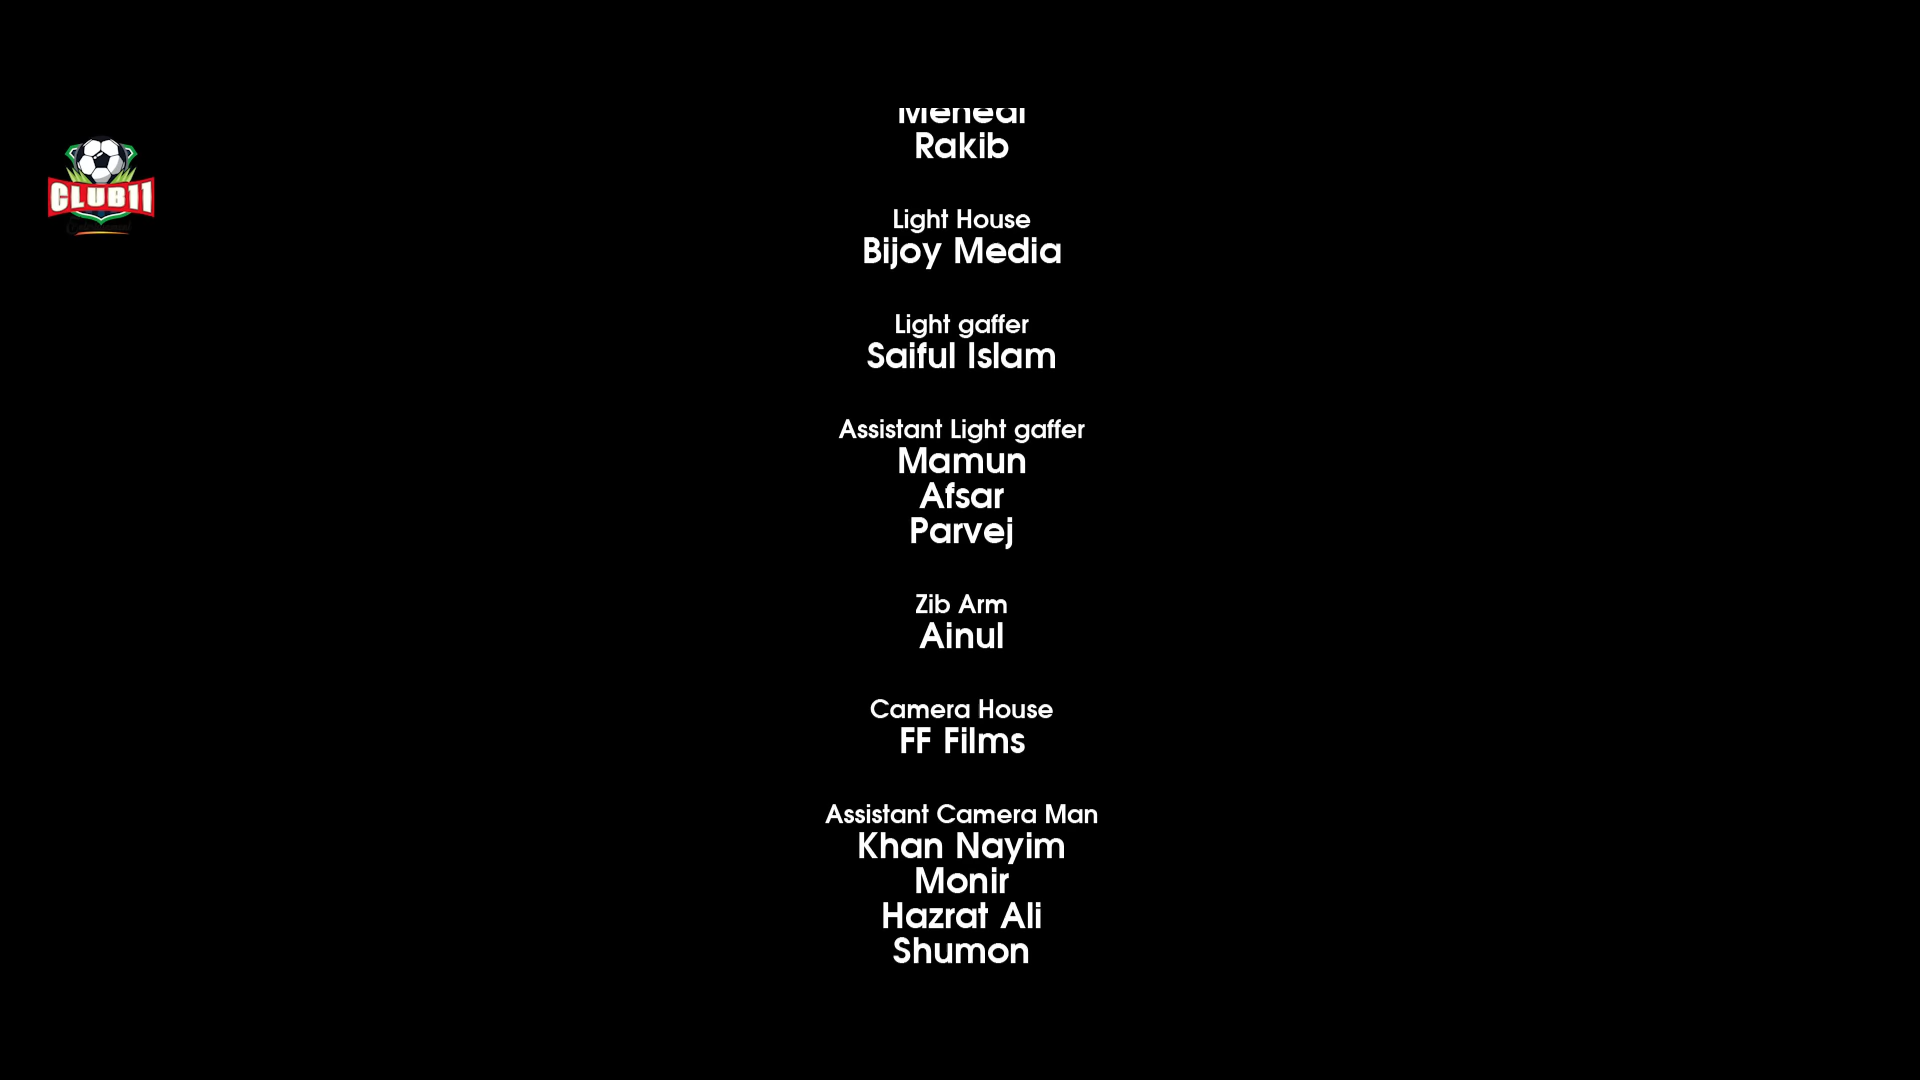 CLUB11
Mehedi
Rakib
Light House
Bijoy Media
Light gaffer
Saiful Islam
Assistant Light gaffer
Mamun
Afsar
Parvej
Zib Arm
Ainul
Camera House
FF Films
Assistant Camera Man
Khan Nayim
Monir
Hazrat Ali
Shumon